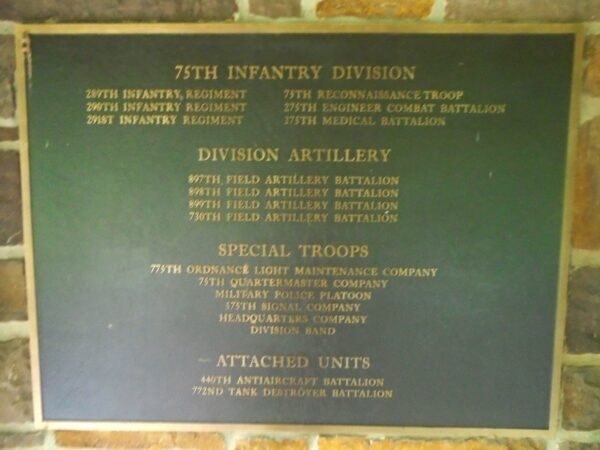 75TH INFANTRY DIVISION
289TH INFANTRY REGIMENT 75TH RECONNAISSANCE TROOP
290TH INFANTRY REGIMENT 275TH ENGINEER COMBAT BATTALION
291ST INFANTRY REGIMENT 375TH MEDICAL BATTALION
DIVISION ARTILLERY
897TH FIELD ARTILLERY BATTALION
898TH FIELD ARTILLERY BATTALION
899TH FIELD ARTILLERY BATTALION
730TH FIELD ARTILLERY BATTALION
SPECIAL TROOPS
775TH ORDNANCE LIGHT MAINTENANCE COMPANY
75TH QUARTERMASTER COMPANY
MILITARY POLICE PLATOON
575TH SIGNAL COMPANY
HEADQUARTERS COMPANY
DIVISION BAND
ATTACHED UNITS
440TH ANTIAIRCRAFT BATTALION
772ND TANK DESTROYER BATTALION